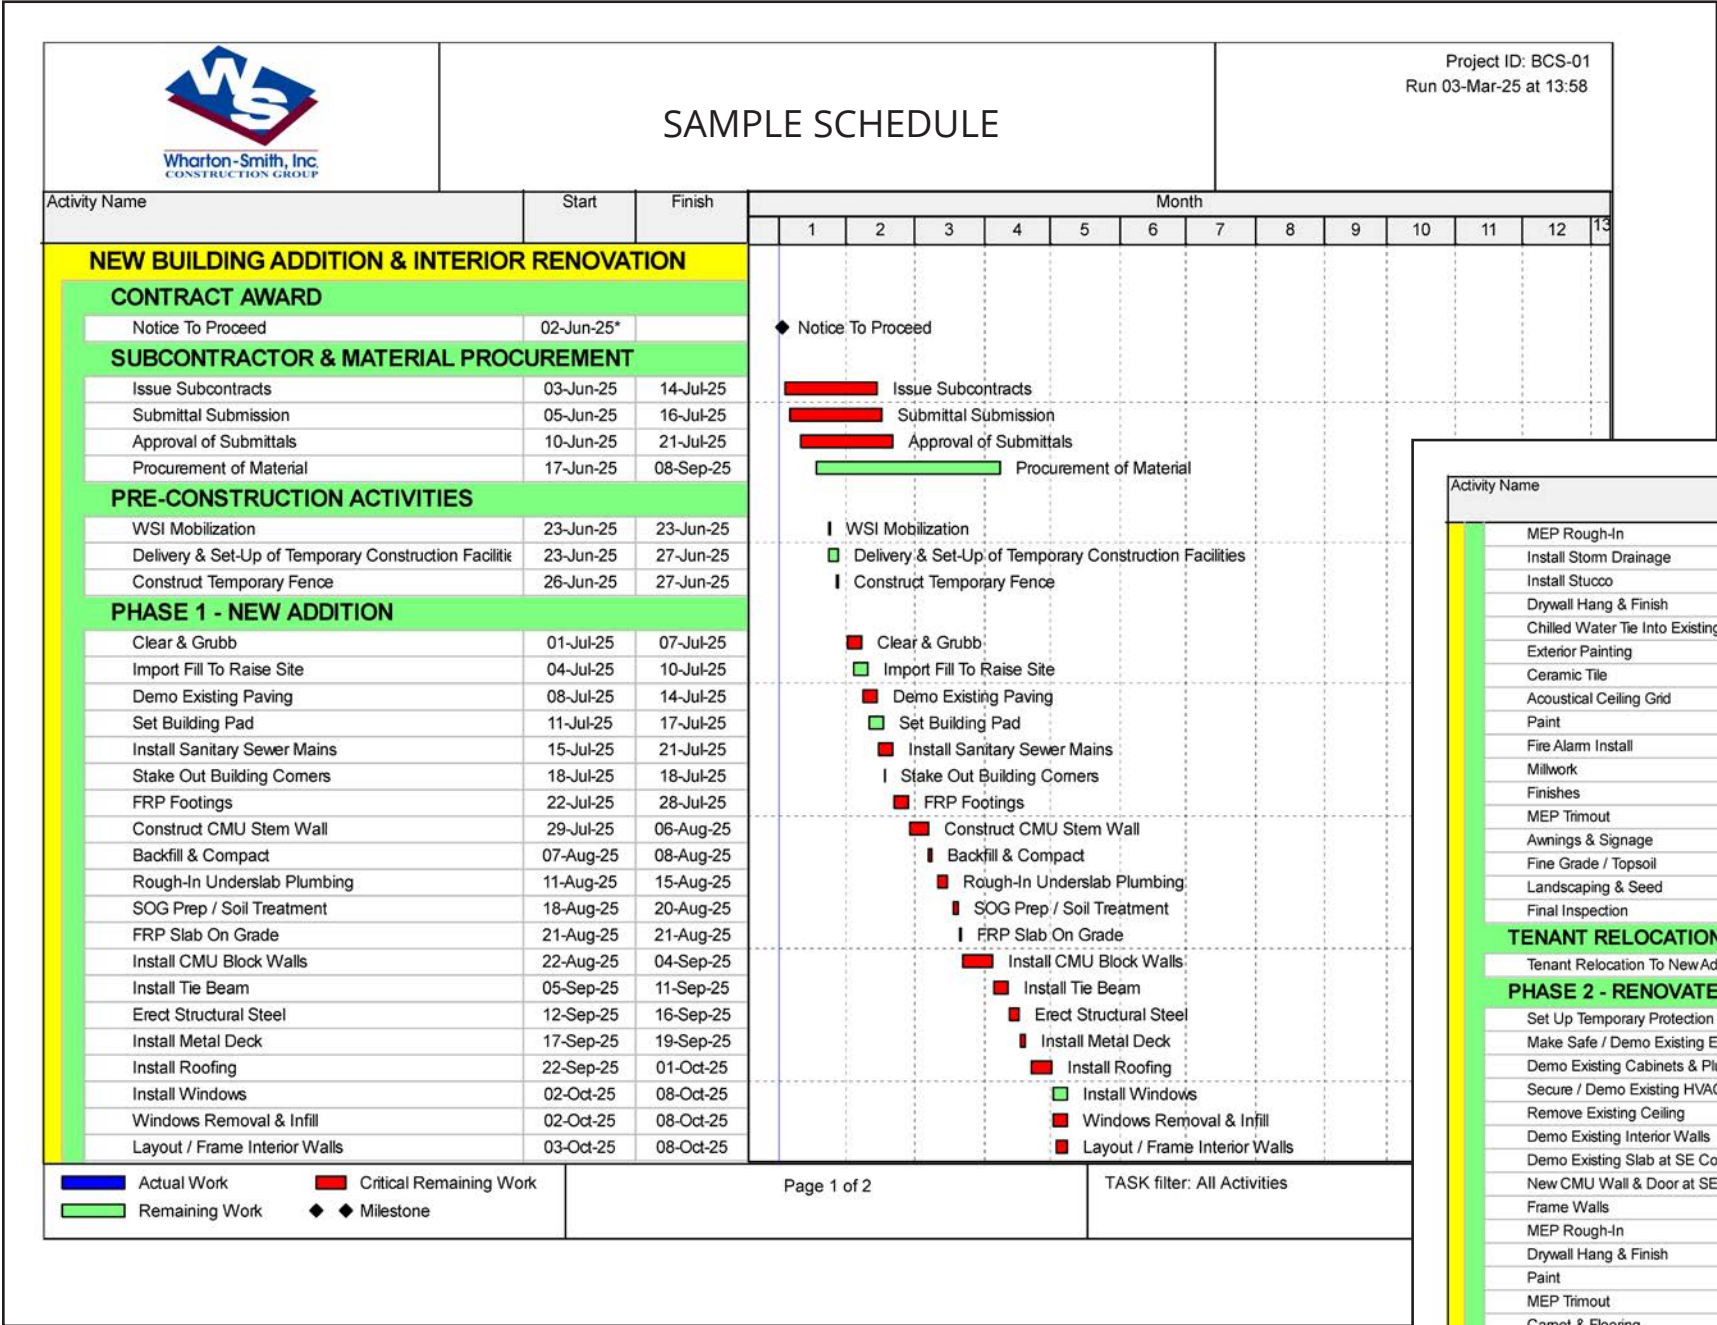 WS
Wharton-Smith, Inc.
CONSTRUCTION GROUP
SAMPLE SCHEDULE
Project ID: BCS-01
Run 03-Mar-25 at 13:58
Activity Name Start Finish Month
1 2 3 4 5 6 7 8 9 10 11 12 13
NEW BUILDING ADDITION & INTERIOR RENOVATION
CONTRACT AWARD
Notice To Proceed 02-Jun-25* Notice To Proceed
SUBCONTRACTOR & MATERIAL PROCUREMENT
Issue Subcontracts 03-Jun-25 14-Jul-25 Issue Subcontracts
Submittal Submission 05-Jun-25 16-Jul-25 Submittal Submission
Approval of Submittals 10-Jun-25 21-Jul-25 Approval of Submittals
Procurement of Material 17-Jun-25 08-Sep-25 Procurement of Material
PRE-CONSTRUCTION ACTIVITIES
WSI Mobilization 23-Jun-25 23-Jun-25 WSI Mobilization
Delivery & Set-Up of Temporary Construction Facilitie 23-Jun-25 27-Jun-25 Delivery & Set-Up of Temporary Construction Facilities
Construct Temporary Fence 26-Jun-25 27-Jun-25 Construct Temporary Fence
PHASE 1 - NEW ADDITION
Clear & Grubb 01-Jul-25 07-Jul-25 Clear & Grubb
Import Fill To Raise Site 04-Jul-25 10-Jul-25 Import Fill To Raise Site
Demo Existing Paving 08-Jul-25 14-Jul-25 Demo Existing Paving
Set Building Pad 11-Jul-25 17-Jul-25 Set Building Pad
Install Sanitary Sewer Mains 15-Jul-25 21-Jul-25 Install Sanitary Sewer Mains
Stake Out Building Corners 18-Jul-25 18-Jul-25 Stake Out Building Corners
FRP Footings 22-Jul-25 28-Jul-25 FRP Footings
Construct CMU Stem Wall 29-Jul-25 06-Aug-25 Construct CMU Stem Wall
Backfill & Compact 07-Aug-25 08-Aug-25 Backfill & Compact
Rough-In Underslab Plumbing 11-Aug-25 15-Aug-25 Rough-In Underslab Plumbing
SOG Prep / Soil Treatment 18-Aug-25 20-Aug-25 SOG Prep / Soil Treatment
FRP Slab On Grade 21-Aug-25 21-Aug-25 FRP Slab On Grade
Install CMU Block Walls 22-Aug-25 04-Sep-25 Install CMU Block Walls
Install Tie Beam 05-Sep-25 11-Sep-25 Install Tie Beam
Erect Structural Steel 12-Sep-25 16-Sep-25 Erect Structural Steel
Install Metal Deck 17-Sep-25 19-Sep-25 Install Metal Deck
Install Roofing 22-Sep-25 01-Oct-25 Install Roofing
Install Windows 02-Oct-25 08-Oct-25 Install Windows
Windows Removal & Infill 02-Oct-25 08-Oct-25 Windows Removal & Infill
Layout / Frame Interior Walls 03-Oct-25 08-Oct-25 Layout / Frame Interior Walls
Actual Work Critical Remaining Work
Remaining Work Milestone
Page 1 of 2
TASK filter: All Activities
Activity Name
MEP Rough-In
Install Storm Drainage
Install Stucco
Drywall Hang & Finish
Chilled Water Tie Into Existing
Exterior Painting
Ceramic Tile
Acoustical Ceiling Grid
Paint
Fire Alarm Install
Millwork
Finishes
MEP Trimout
Awnings & Signage
Fine Grade / Topsoil
Landscaping & Seed
Final Inspection
TENANT RELOCATION
Tenant Relocation To New Ad
PHASE 2 - RENOVATE
Set Up Temporary Protection
Make Safe / Demo Existing E
Demo Existing Cabinets & Plu
Secure / Demo Existing HVAC
Remove Existing Ceiling
Demo Existing Interior Walls
Demo Existing Slab at SE Co
New CMU Wall & Door at SE
Frame Walls
MEP Rough-In
Drywall Hang & Finish
Paint
MEP Trimout
Carpet & Flooring